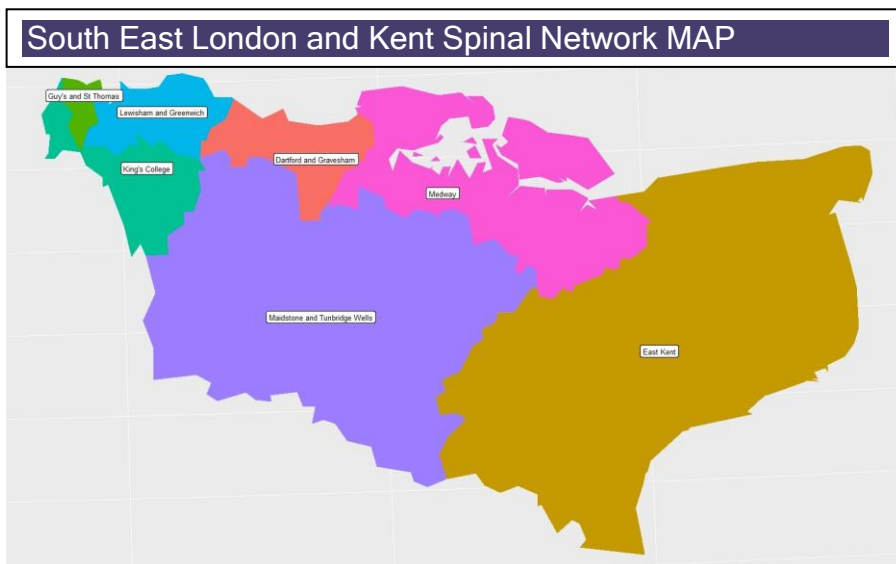 South East London and Kent Spinal Network MAP
Guy's and St Thomas
Lewisham and Greenwich
King's College
Dartford and Gravesham
Medway
Maidstone and Tunbridge Wells
East Kent